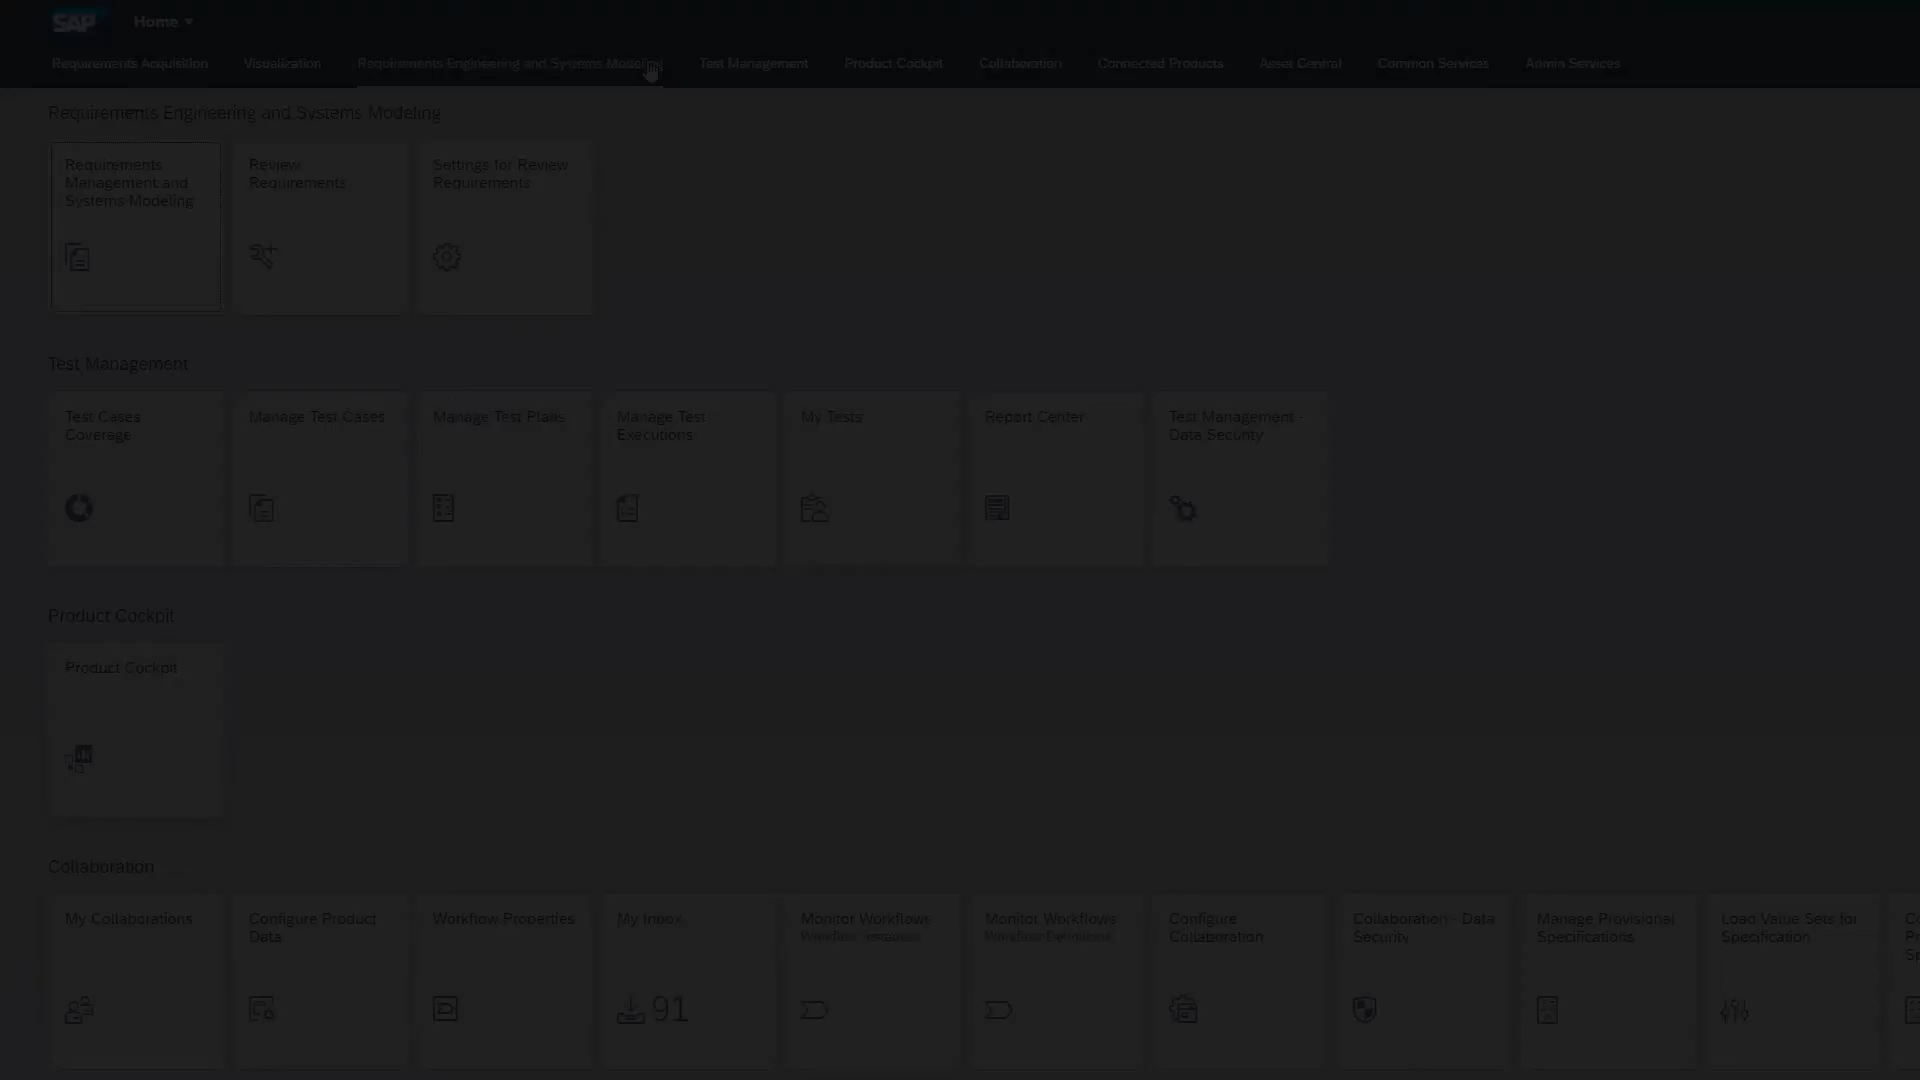 SAP Home
Requirements Acquisition Visualization Requirements Engineering and Systems Modeling Test Management Product Cockpit Collaboration Connected Products Asset Central Common Services Admin Services
Requirements Engineering and Systems Modeling
Requirements
Management and
Systems Modeling
Review
Requirements
Settings for Review
Requirements
Test Management
Test Cases
Coverage
Manage Test Cases
Manage Test Plans
Manage Test
Executions
My Tests
Report Center
Test Management -
Data Security
Product Cockpit
Product Cockpit
Collaboration
My Collaborations
Configure Product
Data
Workflow Properties
My Inbox
91
Monitor Workflows
Workflow Instances
Monitor Workflows
Workflow Definitions
Configure
Collaboration
Collaboration - Data
Security
Manage Provisional
Specifications
Load Value Sets for
Specification